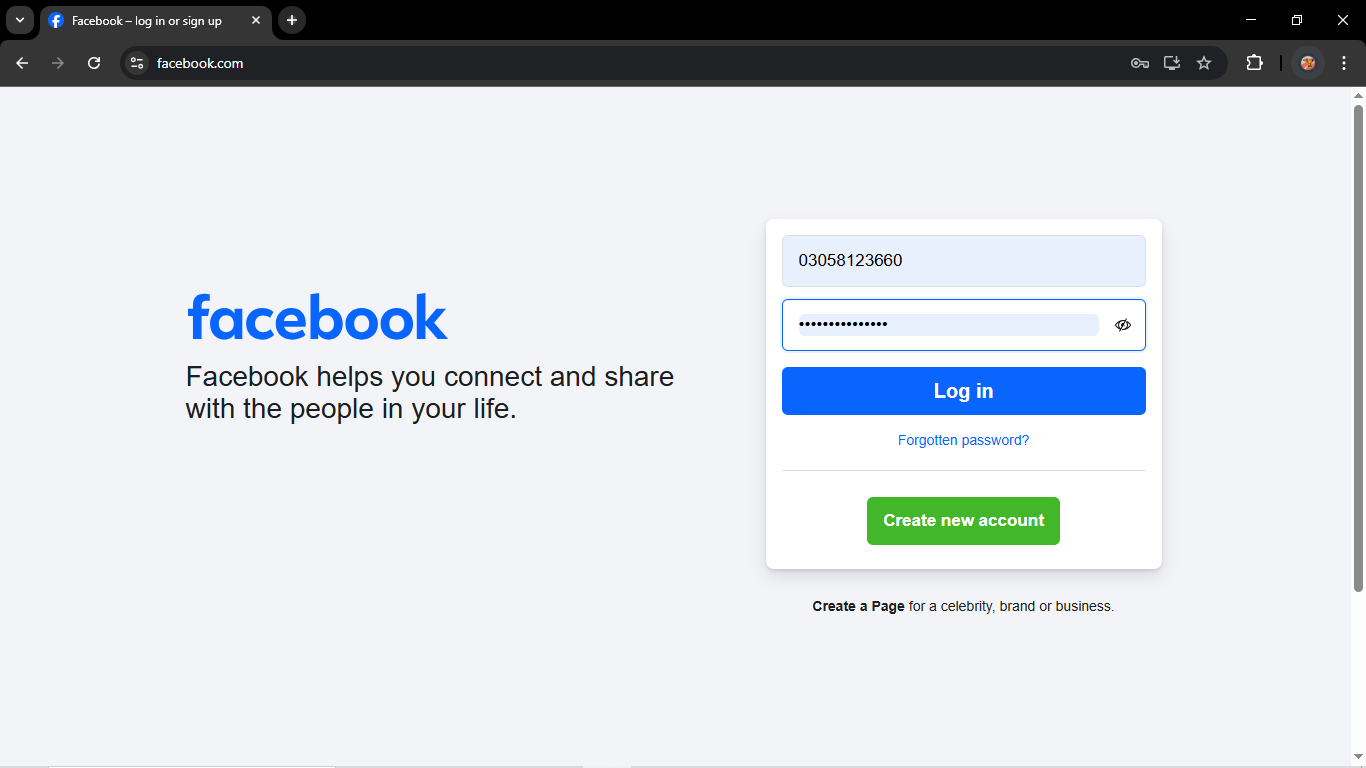 Facebook – log in or sign up
facebook.com
facebook
Facebook helps you connect and share
with the people in your life.
03058123660
•••••••••••••••
Log in
Forgotten password?
Create new account
Create a Page for a celebrity, brand or business.